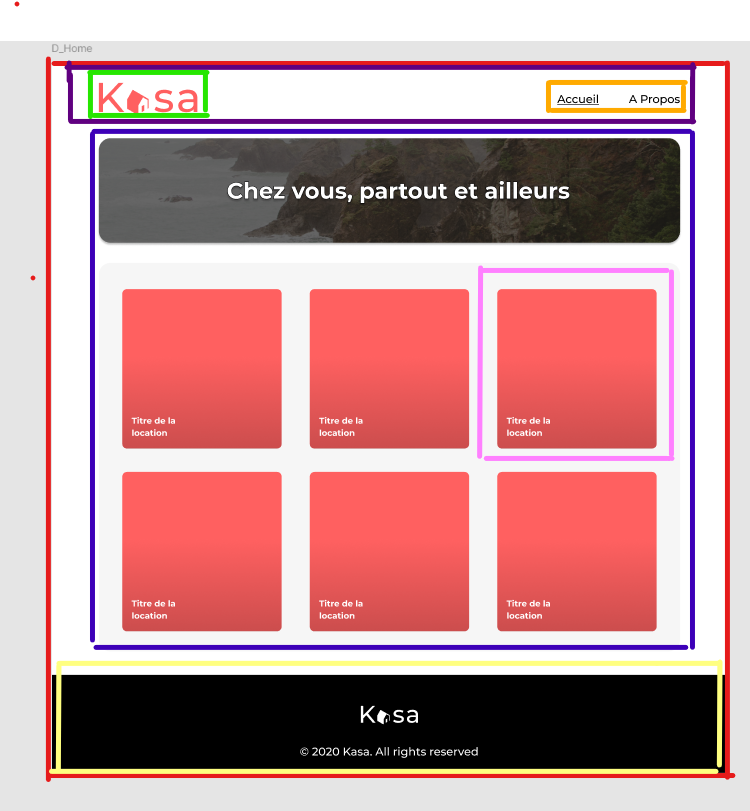 D_Home
Kasa
Accueil
A Propos
Chez vous, partout et ailleurs
Titre de la
location
Titre de la
location
Titre de la
location
Titre de la
location
Titre de la
location
Titre de la
location
Kasa
© 2020 Kasa. All rights reserved